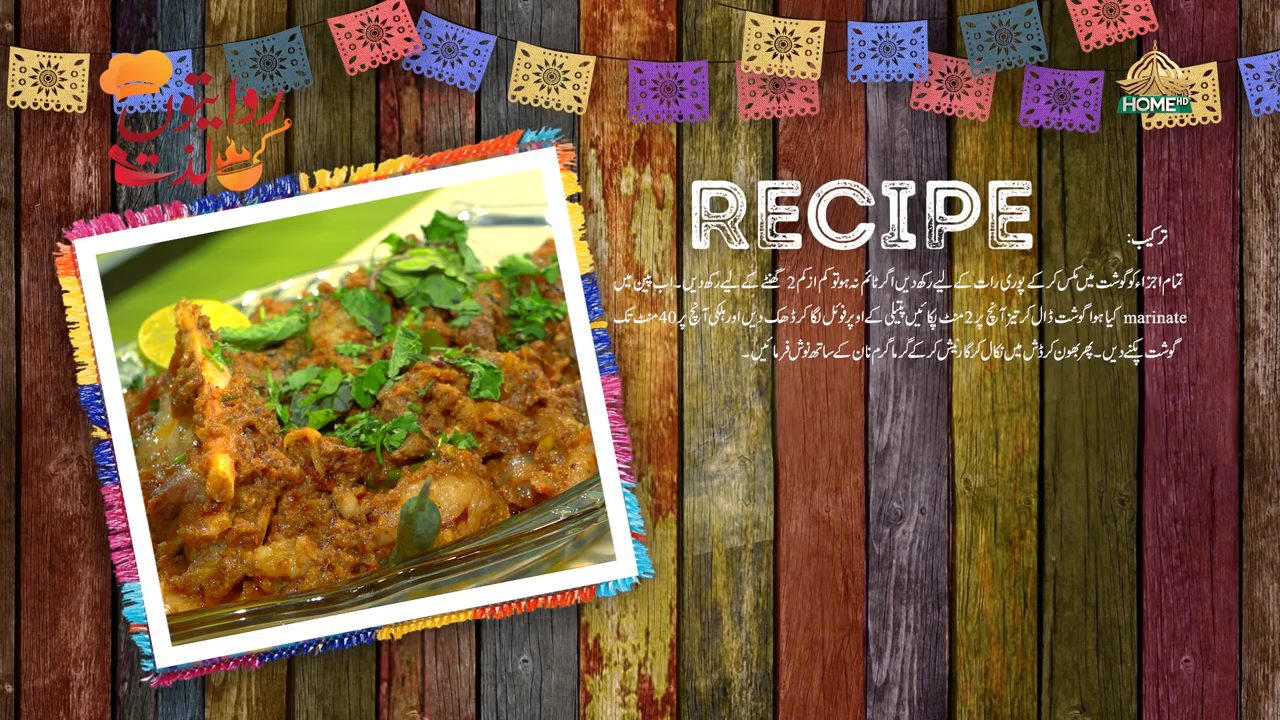 روایتوں
کی لذت
HOME HD
RECIPE
ترکیب:
تمام اجزاء کو گوشت میں مکس کر کے پوری رات کے لیے رکھ دیں اگر ٹائم نہ ہو تو کم از کم 2 گھنٹے کے لیے رکھ دیں۔ اب پین میں
marinate کیا ہوا گوشت ڈال کر تیز آنچ پر 2 منٹ پکائیں پتیلی کے اوپر فوئل لگا کر ڈھک دیں اور ہلکی آنچ پر 40 منٹ تک
گوشت پکنے دیں۔ پھر بھون کر ڈش میں نکال کر گارنیش کر کے گرما گرم نان کے ساتھ نوش فرمائیں۔